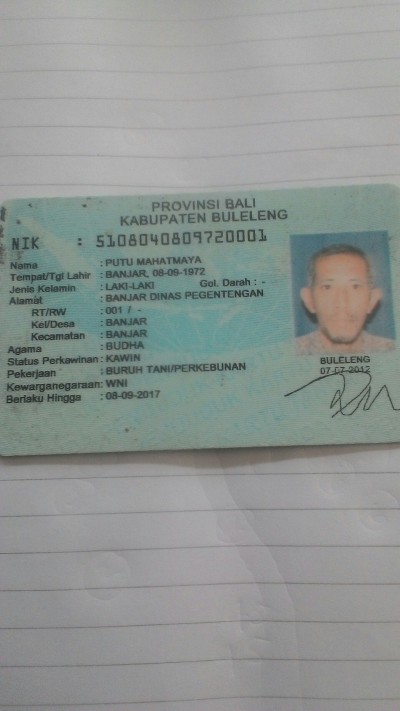 PROVINSI BALI
KABUPATEN BULELENG
NIK : 5108040809720001
Nama : PUTU MAHATMAYA
Tempat/Tgl Lahir : BANJAR, 08-09-1972
Jenis Kelamin : LAKI-LAKI Gol. Darah : -
Alamat : BANJAR DINAS PEGENTENGAN
RT/RW : 001 / -
Kel/Desa : BANJAR
Kecamatan : BANJAR
Agama : BUDHA
Status Perkawinan: KAWIN
Pekerjaan : BURUH TANI/PERKEBUNAN
Kewarganegaraan: WNI
Berlaku Hingga : 08-09-2017
BULELENG
07-07-2012